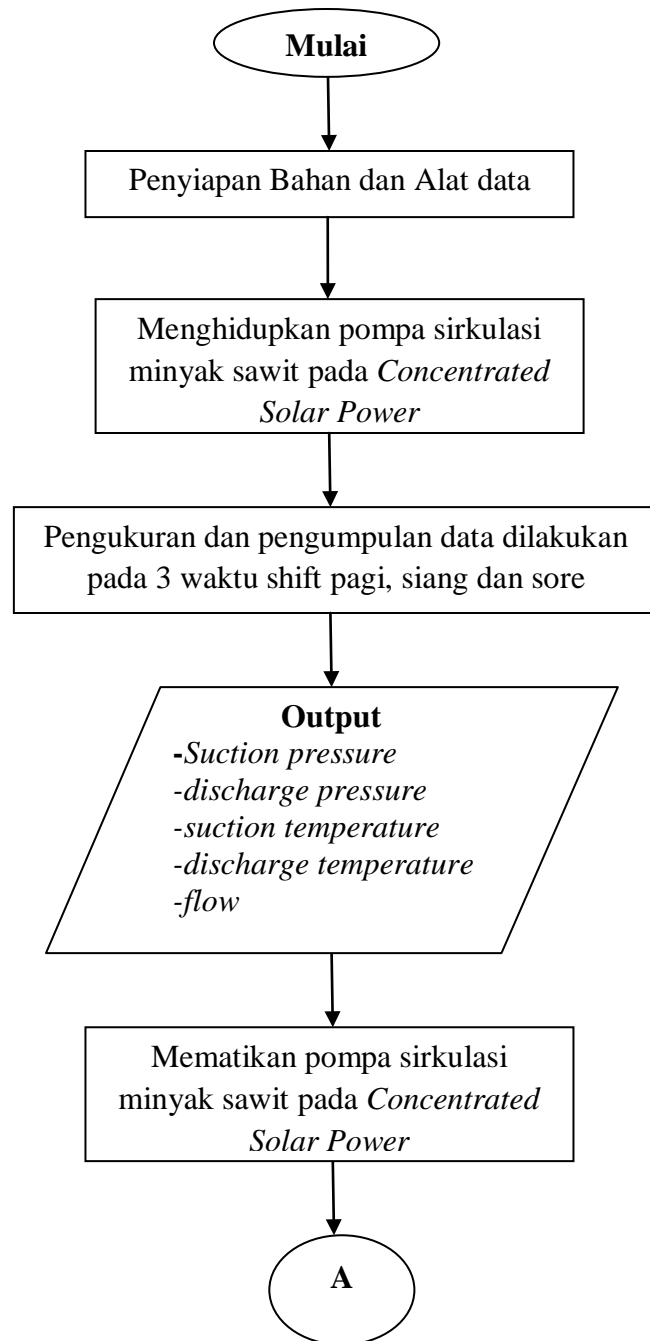 Mulai
Penyiapan Bahan dan Alat data
Menghidupkan pompa sirkulasi
minyak sawit pada Concentrated
Solar Power
Pengukuran dan pengumpulan data dilakukan
pada 3 waktu shift pagi, siang dan sore
Output
-Suction pressure
-discharge pressure
-suction temperature
-discharge temperature
-flow
Mematikan pompa sirkulasi
minyak sawit pada Concentrated
Solar Power
A